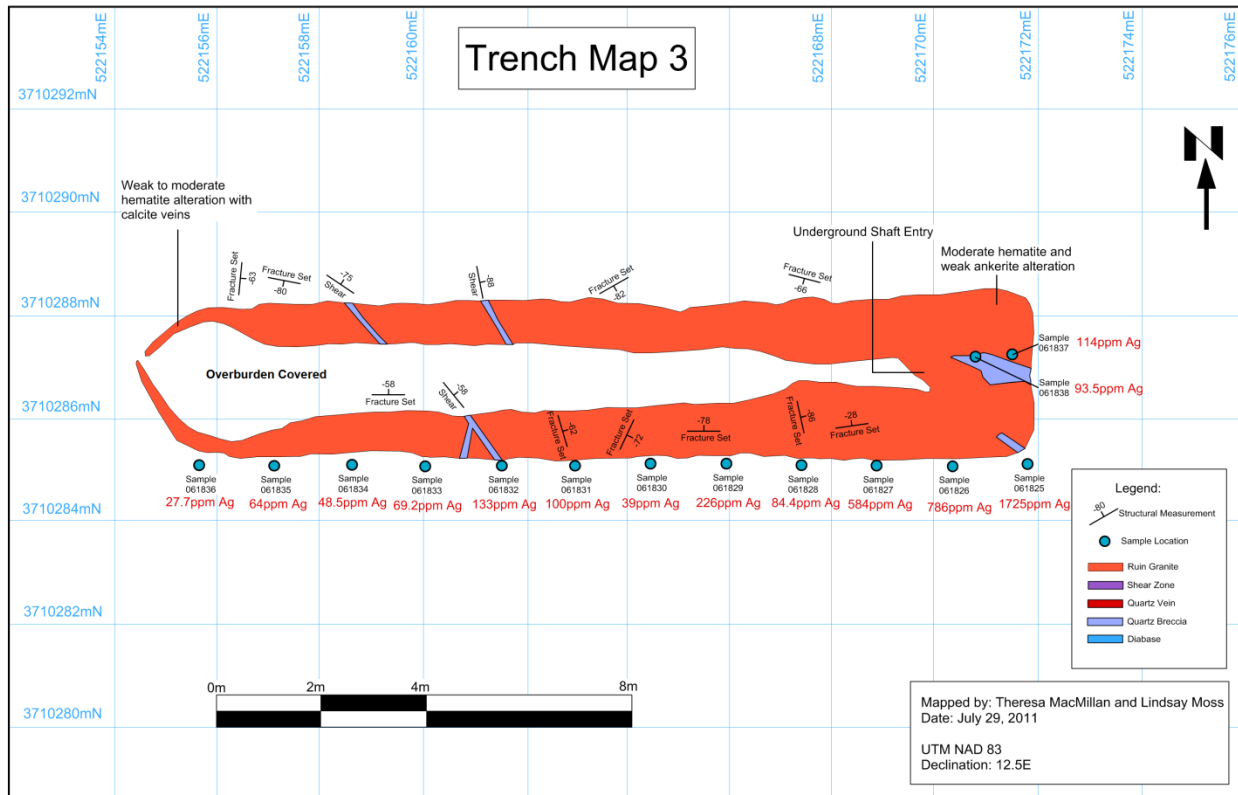 522154mE
522156mE
522158mE
522160mE
522168mE
522170mE
522172mE
522174mE
522176mE
Trench Map 3
3710292mN
3710290mN
3710288mN
3710286mN
3710284mN
3710282mN
3710280mN
N
Weak to moderate
hematite alteration with
calcite veins
Underground Shaft Entry
Moderate hematite and
weak ankerite alteration
Fracture Set
-63
Fracture Set
-80
-75
Shear
-88
Shear
Fracture Set
-82
Fracture Set
-66
Sample
061837
114ppm Ag
Sample
061838
93.5ppm Ag
Overburden Covered
-58
Fracture Set
-58
Shear
-62
Fracture Set
Fracture Set
-72
-78
Fracture Set
-86
Fracture Set
-28
Fracture Set
Sample
061836
27.7ppm Ag
Sample
061835
64ppm Ag
Sample
061834
48.5ppm Ag
Sample
061833
69.2ppm Ag
Sample
061832
133ppm Ag
Sample
061831
100ppm Ag
Sample
061830
39ppm Ag
Sample
061829
226ppm Ag
Sample
061828
84.4ppm Ag
Sample
061827
584ppm Ag
Sample
061826
786ppm Ag
Sample
061825
1725ppm Ag
Legend:
-80
Structural Measurement
Sample Location
Ruin Granite
Shear Zone
Quartz Vein
Quartz Breccia
Diabase
0m
2m
4m
8m
Mapped by: Theresa MacMillan and Lindsay Moss
Date: July 29, 2011
UTM NAD 83
Declination: 12.5E